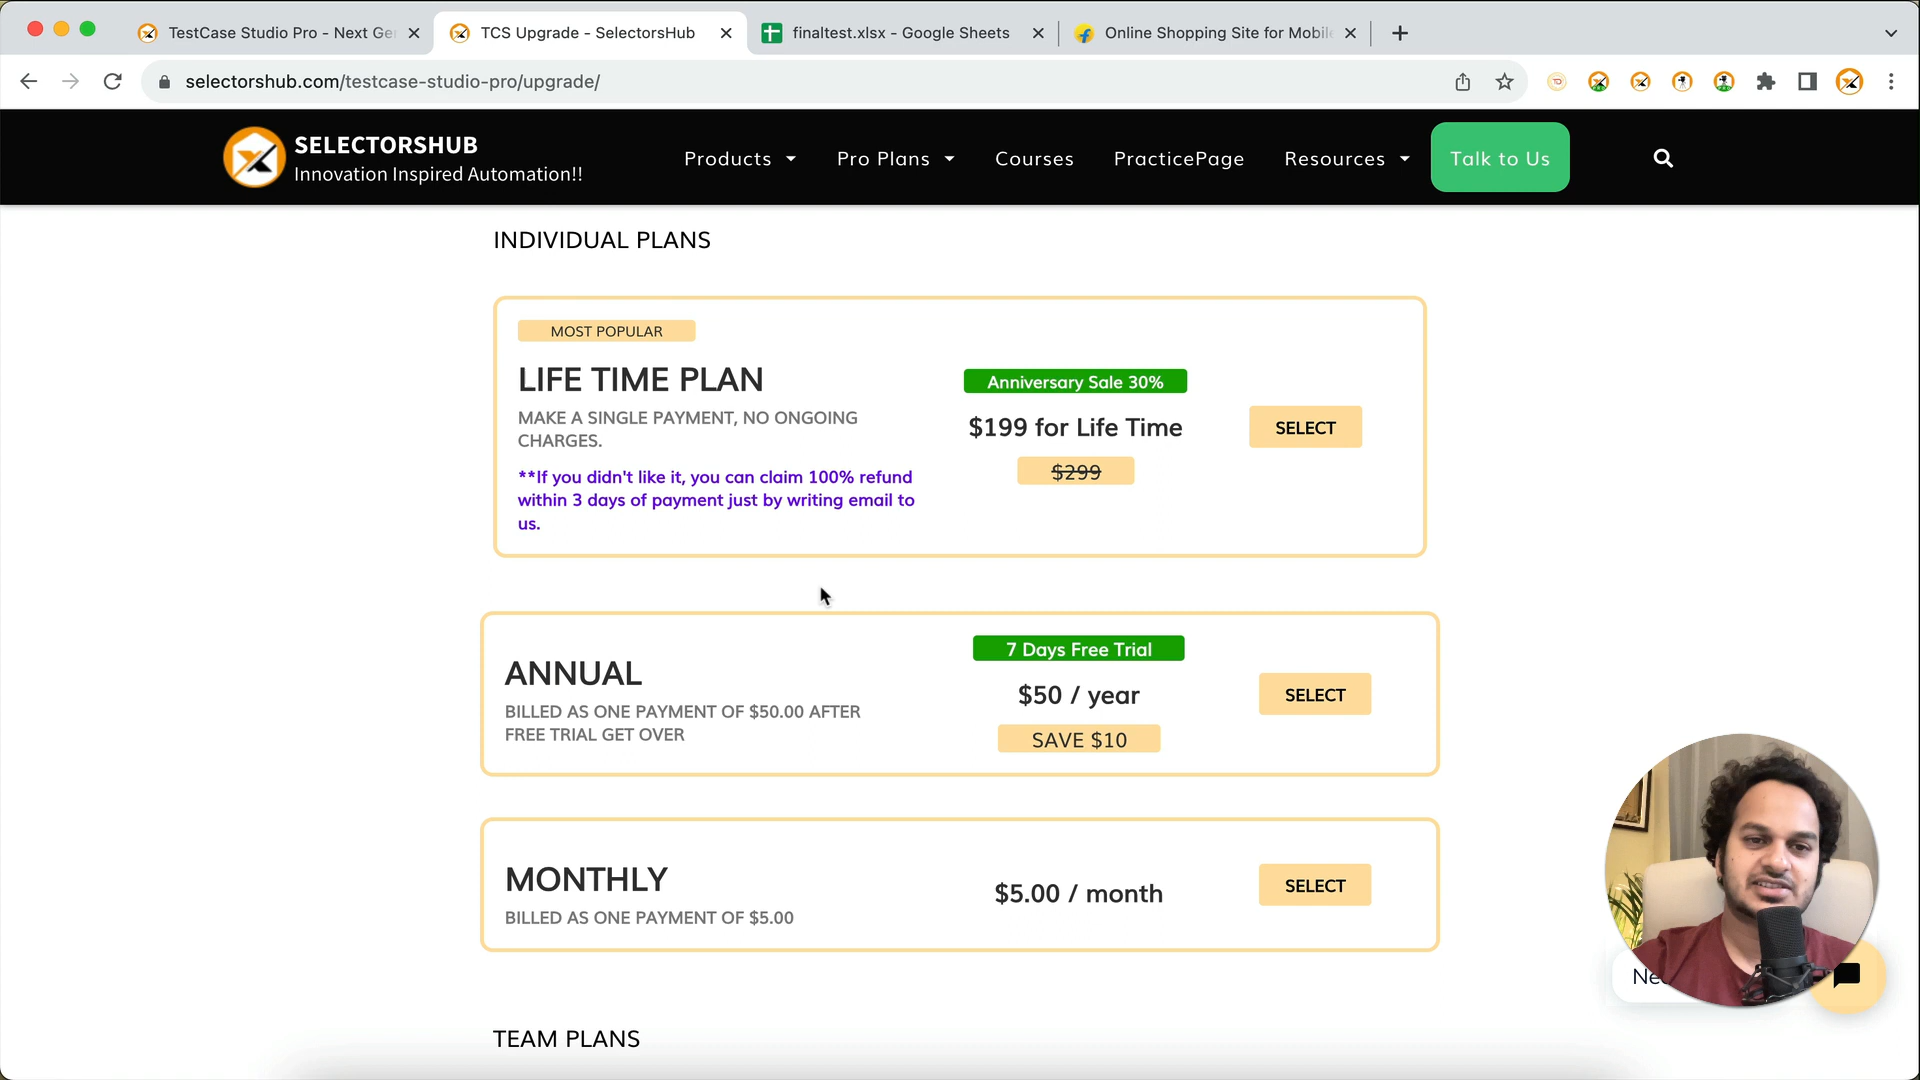 TestCase Studio Pro - Next Ge
TCS Upgrade - SelectorsHub
finaltest.xlsx - Google Sheets
Online Shopping Site for Mobil
selectorshub.com/testcase-studio-pro/upgrade/
SELECTORSHUB
Innovation Inspired Automation!!
Products
Pro Plans
Courses
PracticePage
Resources
Talk to Us
INDIVIDUAL PLANS
MOST POPULAR
LIFE TIME PLAN
MAKE A SINGLE PAYMENT, NO ONGOING
CHARGES.
**If you didn't like it, you can claim 100% refund
within 3 days of payment just by writing email to
us.
Anniversary Sale 30%
$199 for Life Time
$299
SELECT
ANNUAL
BILLED AS ONE PAYMENT OF $50.00 AFTER
FREE TRIAL GET OVER
7 Days Free Trial
$50 / year
SAVE $10
SELECT
MONTHLY
BILLED AS ONE PAYMENT OF $5.00
$5.00 / month
SELECT
TEAM PLANS